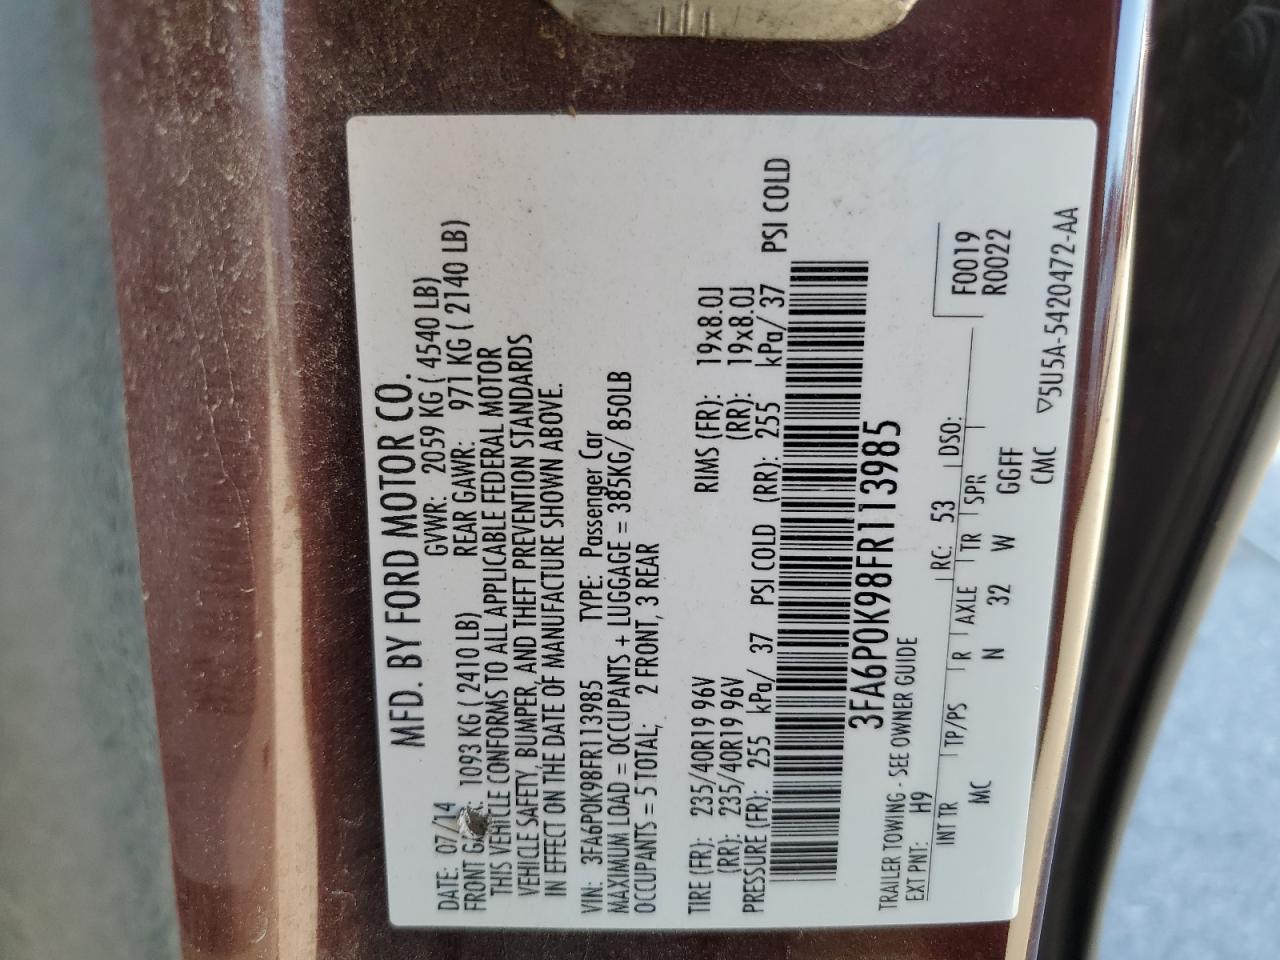 MFD. BY FORD MOTOR CO.
DATE: 07/14 GVWR: 2059 KG ( 4540 LB)
FRONT GAWR: 1093 KG ( 2410 LB) REAR GAWR: 971 KG ( 2140 LB)
THIS VEHICLE CONFORMS TO ALL APPLICABLE FEDERAL MOTOR
VEHICLE SAFETY, BUMPER, AND THEFT PREVENTION STANDARDS
IN EFFECT ON THE DATE OF MANUFACTURE SHOWN ABOVE.
VIN: 3FA6P0K98FR113985 TYPE: Passenger Car
MAXIMUM LOAD = OCCUPANTS + LUGGAGE = 385KG/ 850LB
OCCUPANTS = 5 TOTAL, 2 FRONT, 3 REAR
TIRE (FR): 235/40R19 96V RIMS (FR): 19x8.0J
(RR): 235/40R19 96V (RR): 19x8.0J
PRESSURE (FR): 255 kPa/ 37 PSI COLD (RR): 255 kPa/ 37 PSI COLD
3FA6P0K98FR113985
TRAILER TOWING - SEE OWNER GUIDE
EXT PNT: H9 RC: 53 DSO: F0019
R0022
INT TR TP/PS R AXLE TR SPR
MC N 32 W GGFF
CMC ▽5U5A-5420472-AA